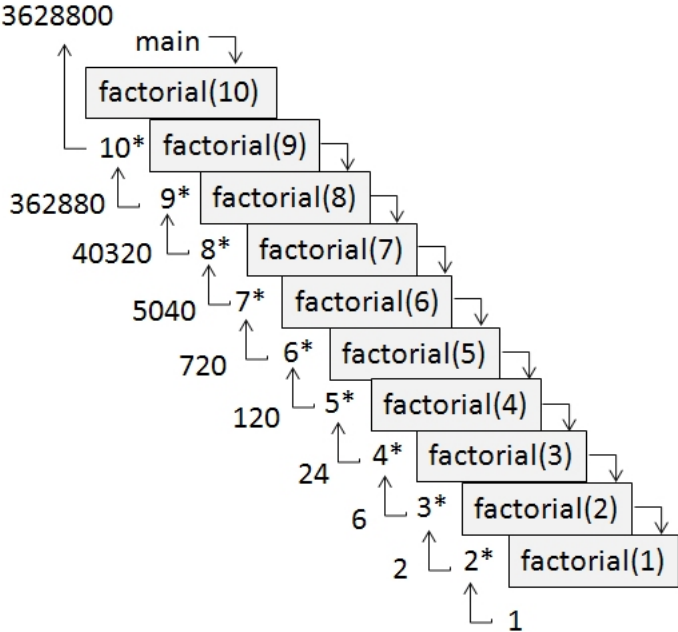 3628800
main
factorial(10)
10* factorial(9)
362880 9* factorial(8)
40320 8* factorial(7)
5040 7* factorial(6)
720 6* factorial(5)
120 5* factorial(4)
24 4* factorial(3)
6 3* factorial(2)
2 2* factorial(1)
1